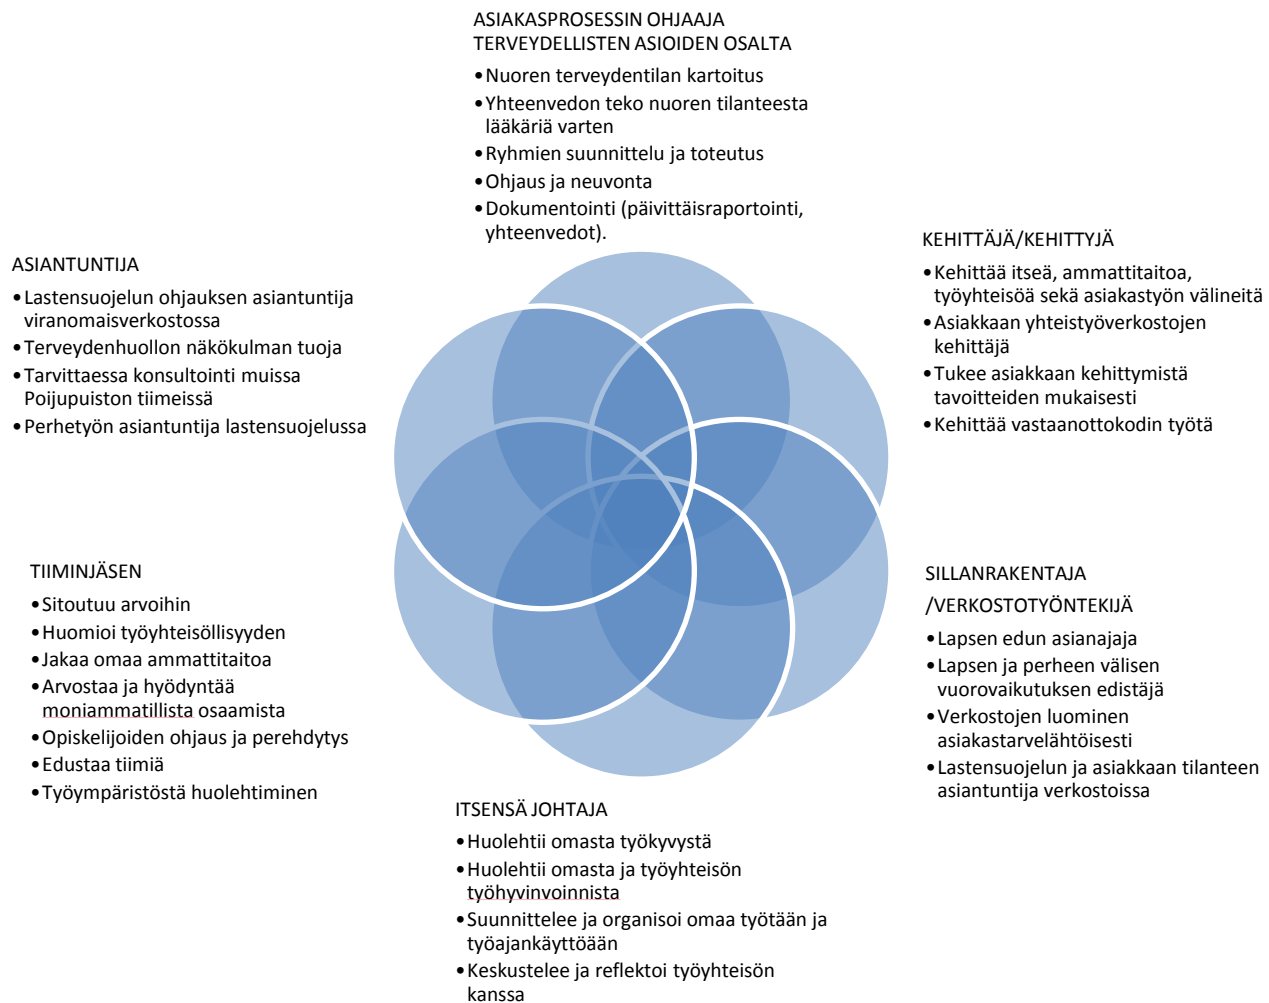 ASIAKASPROSESSIN OHJAAJA
TERVEYDELLISTEN ASIOIDEN OSALTA
•Nuoren terveydentilan kartoitus
•Yhteenvedon teko nuoren tilanteesta
lääkäriä varten
•Ryhmien suunnittelu ja toteutus
•Ohjaus ja neuvonta
•Dokumentointi (päivittäisraportointi,
yhteenvedot).
KEHITTÄJÄ/KEHITTYJÄ
•Kehittää itseä, ammattitaitoa,
työyhteisöä sekä asiakastyön välineitä
•Asiakkaan yhteistyöverkostojen
kehittäjä
•Tukee asiakkaan kehittymistä
tavoitteiden mukaisesti
•Kehittää vastaanottokodin työtä
SILLANRAKENTAJA
/VERKOSTOTYÖNTEKIJÄ
•Lapsen edun asianajaja
•Lapsen ja perheen välisen
vuorovaikutuksen edistäjä
•Verkostojen luominen
asiakastarvelähtöisesti
•Lastensuojelun ja asiakkaan tilanteen
asiantuntija verkostoissa
ITSENSÄ JOHTAJA
•Huolehtii omasta työkyvystä
•Huolehtii omasta ja työyhteisön
työhyvinvoinnista
•Suunnittelee ja organisoi omaa työtään ja
työajankäyttöään
•Keskustelee ja reflektoi työyhteisön
kanssa
TIIMINJÄSEN
•Sitoutuu arvoihin
•Huomioi työyhteisöllisyyden
•Jakaa omaa ammattitaitoa
•Arvostaa ja hyödyntää
moniammatillista osaamista
•Opiskelijoiden ohjaus ja perehdytys
•Edustaa tiimiä
•Työympäristöstä huolehtiminen
ASIANTUNTIJA
•Lastensuojelun ohjauksen asiantuntija
viranomaisverkostossa
•Terveydenhuollon näkökulman tuoja
•Tarvittaessa konsultointi muissa
Poijupuiston tiimeissä
•Perhetyön asiantuntija lastensuojelussa